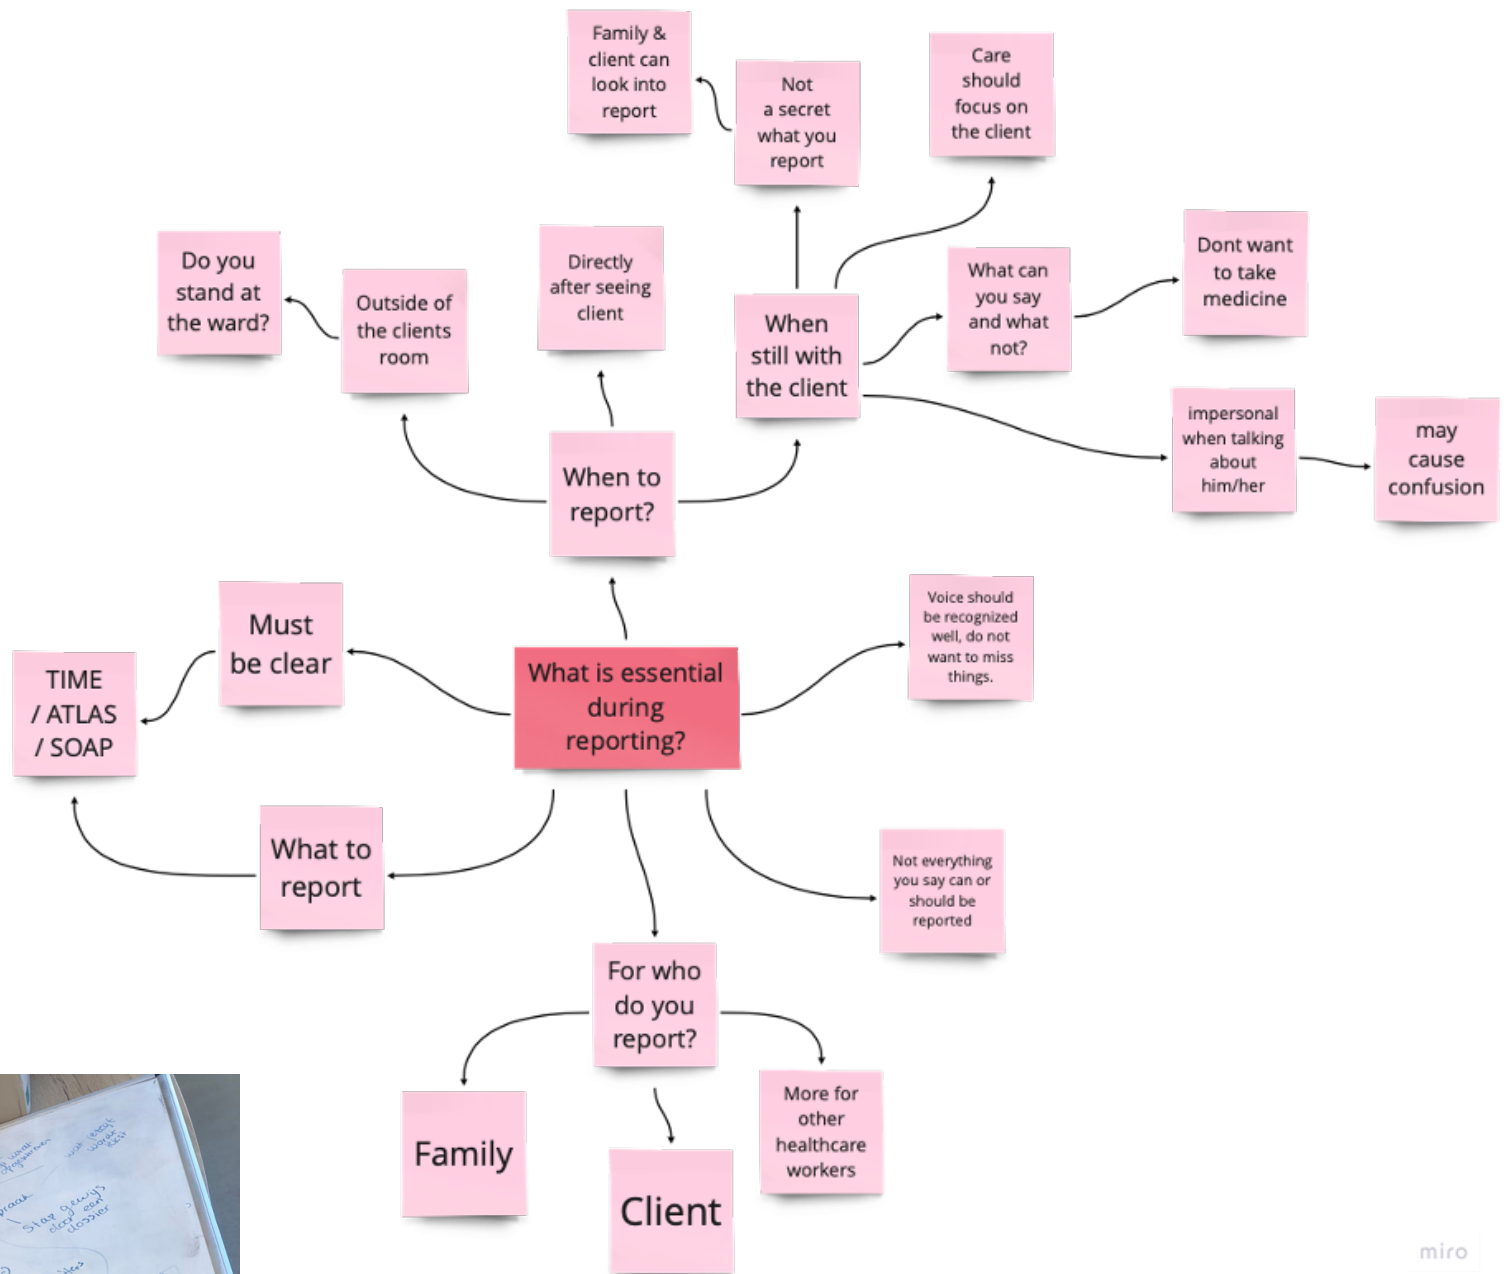 Family &
client can
look into
report
Not
a secret
what you
report
Care
should
focus on
the client
Do you
stand at
the ward?
Outside of
the clients
room
Directly
after seeing
client
When
still with
the client
What can
you say
and what
not?
Dont want
to take
medicine
impersonal
when talking
about
him/her
may
cause
confusion
When to
report?
Must
be clear
TIME
/ ATLAS
/ SOAP
What is essential
during
reporting?
Voice should
be recognized
well, do not
want to miss
things.
What to
report
Not everything
you say can or
should be
reported
For who
do you
report?
Family
Client
More for
other
healthcare
workers
door een
dossier
miro